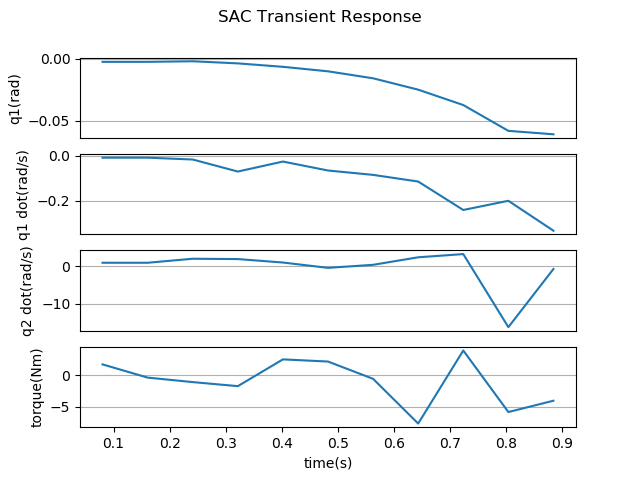 SAC Transient Response
q1(rad)
0.00
−0.05
q1 dot(rad/s)
0.0
−0.2
q2 dot(rad/s)
0
−10
torque(Nm)
0
−5
0.1 0.2 0.3 0.4 0.5 0.6 0.7 0.8 0.9
time(s)